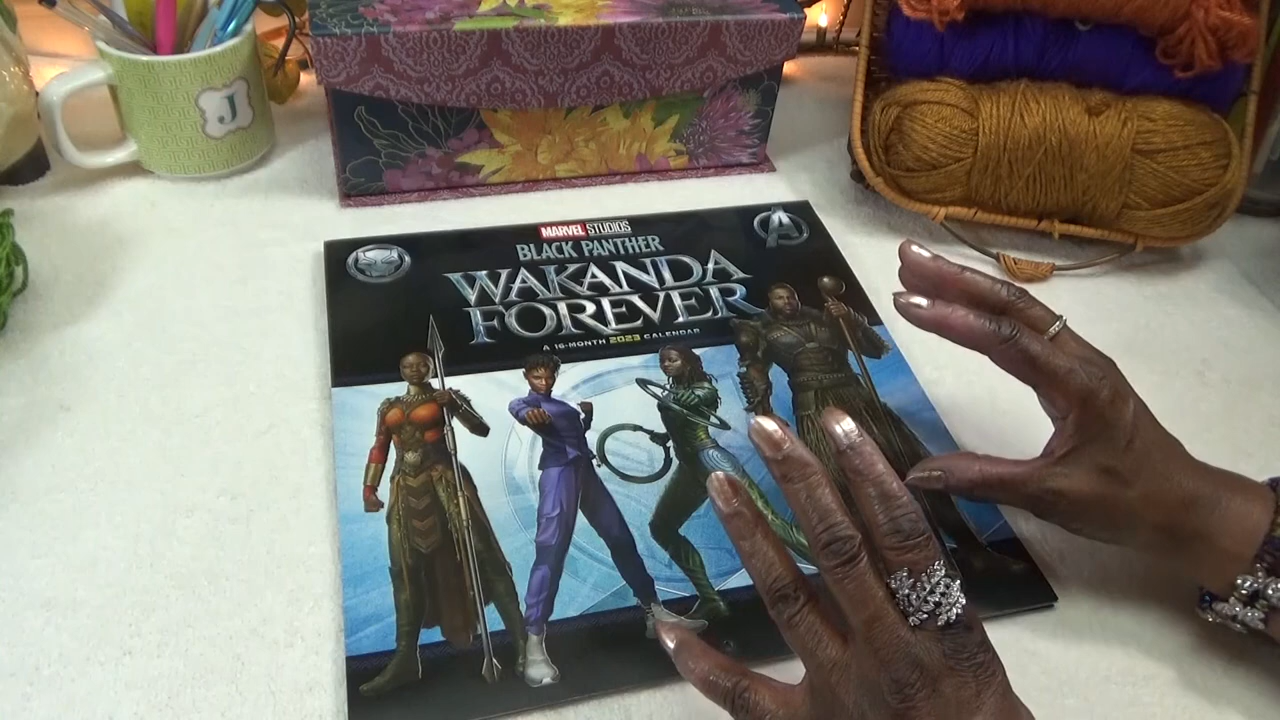 J
MARVEL STUDIOS
BLACK PANTHER
WAKANDA
FOREVER
A 16-MONTH 2023 CALENDAR